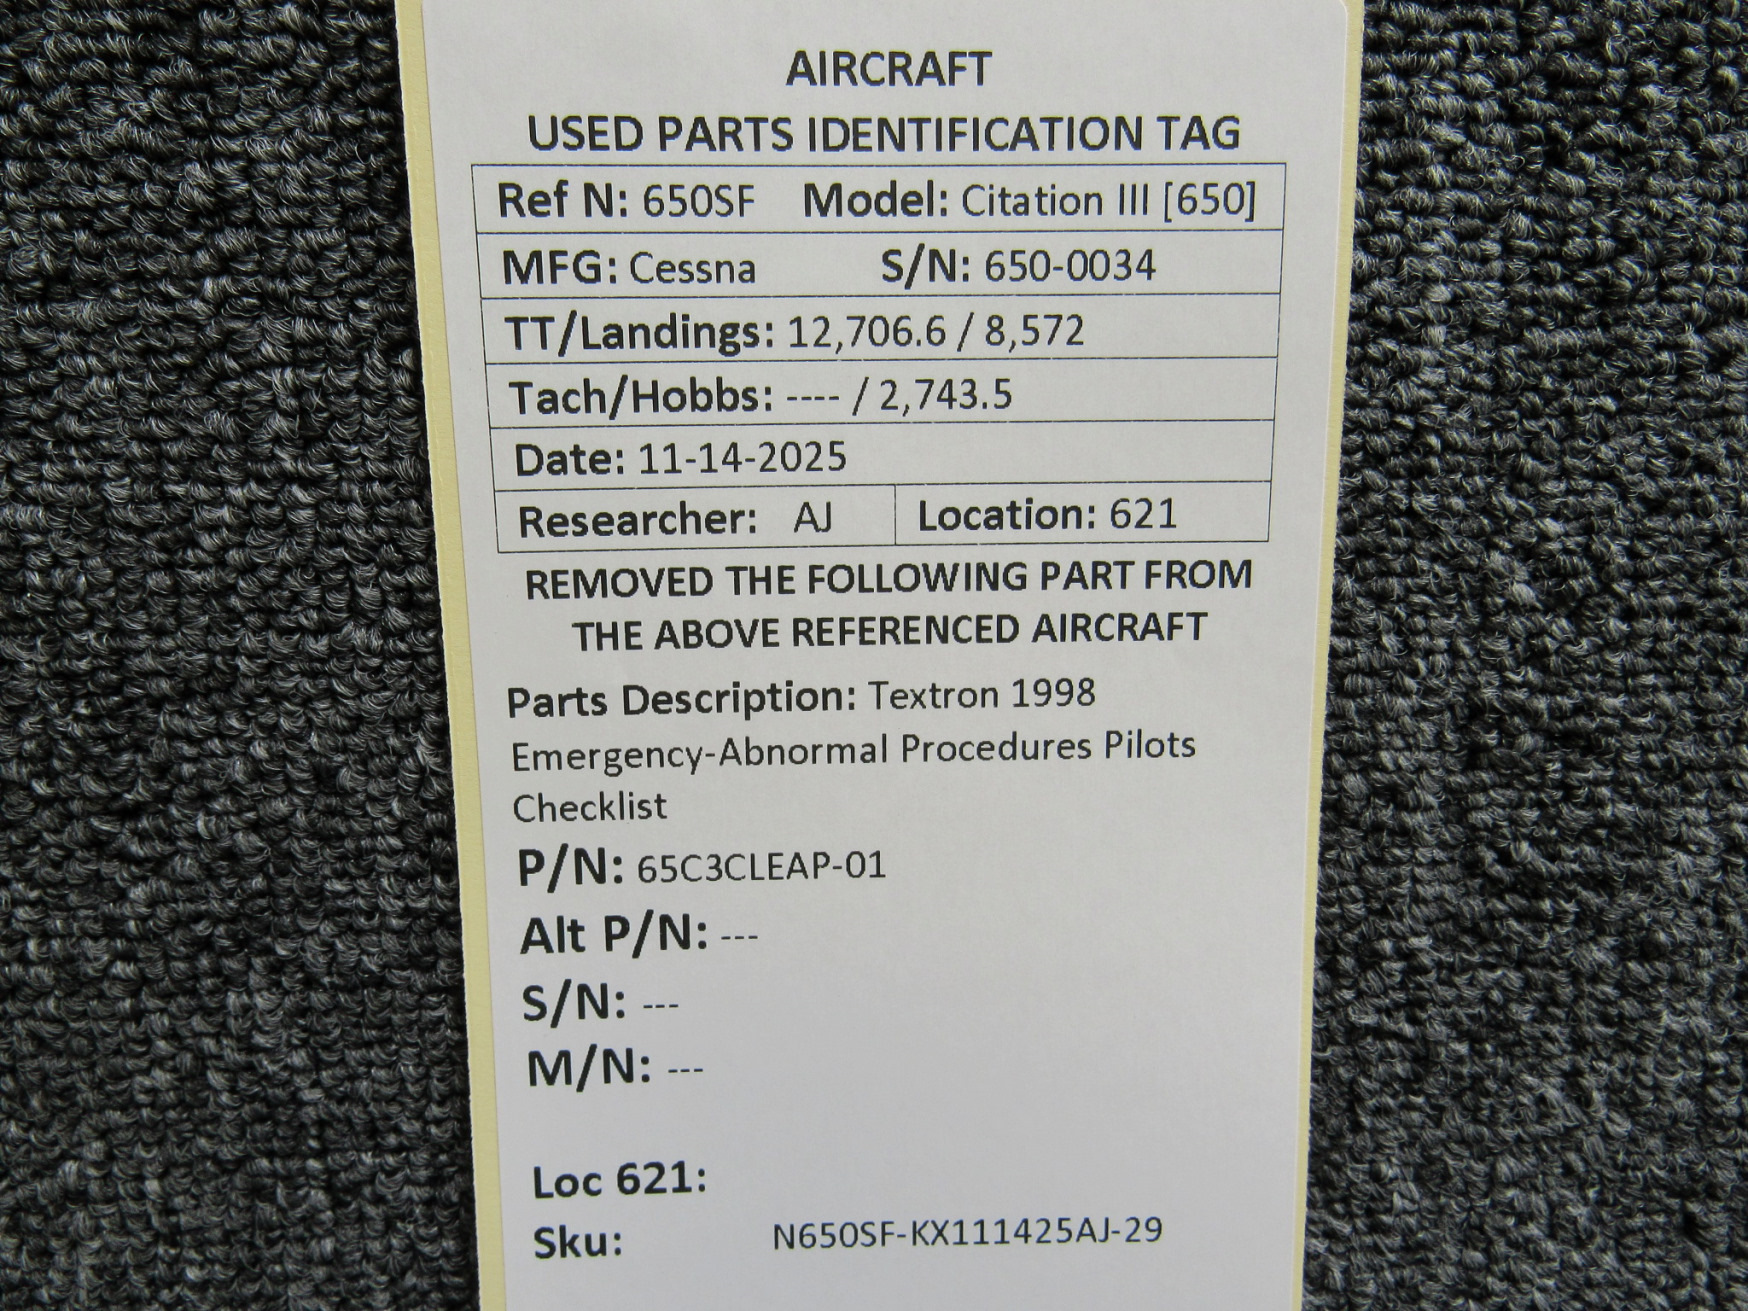 AIRCRAFT
USED PARTS IDENTIFICATION TAG
Ref N: 650SF Model: Citation III [650]
MFG: Cessna S/N: 650-0034
TT/Landings: 12,706.6 / 8,572
Tach/Hobbs: ---- / 2,743.5
Date: 11-14-2025
Researcher: AJ Location: 621
REMOVED THE FOLLOWING PART FROM
THE ABOVE REFERENCED AIRCRAFT
Parts Description: Textron 1998
Emergency-Abnormal Procedures Pilots
Checklist
P/N: 65C3CLEAP-01
Alt P/N: ---
S/N: ---
M/N: ---
Loc 621:
Sku: N650SF-KX111425AJ-29